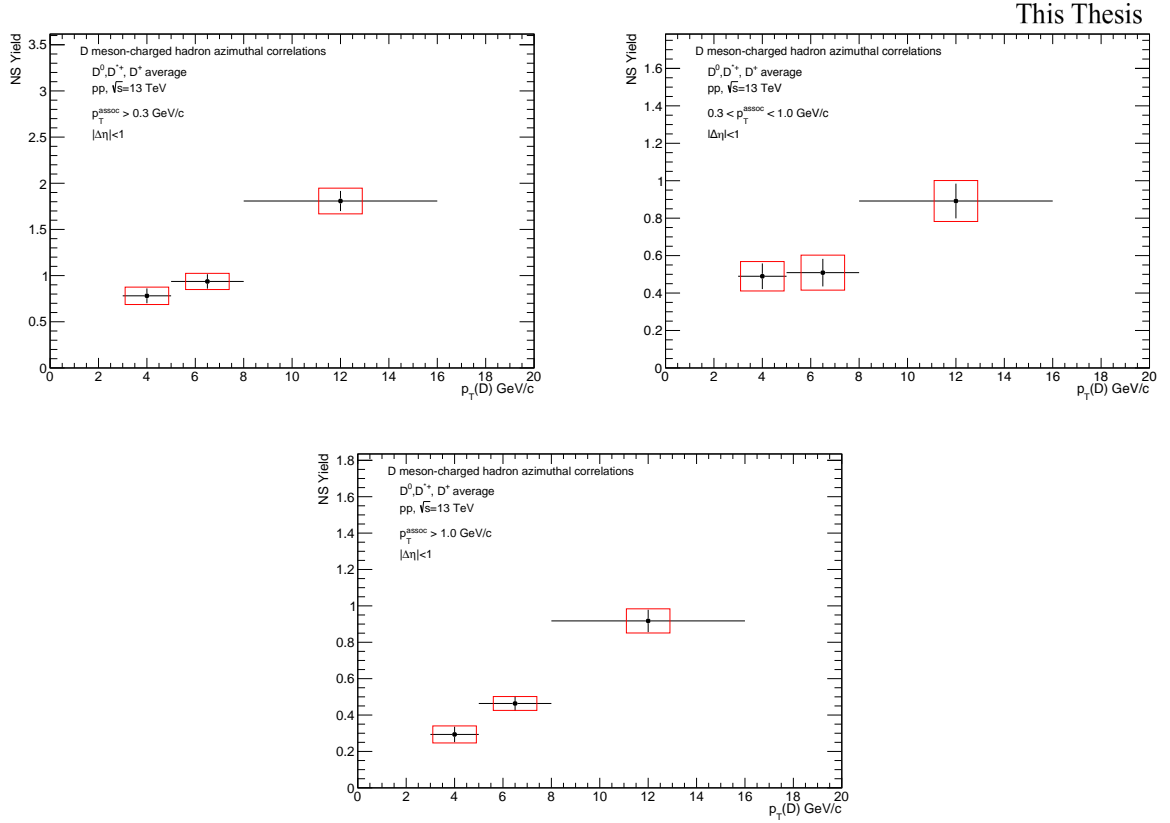 This Thesis
NS Yield
3.5
3
2.5
2
1.5
1
0.5
0
D meson-charged hadron azimuthal correlations
D⁰,D*⁺, D⁺ average
pp, √s=13 TeV
p_T^assoc > 0.3 GeV/c
|Δη|<1
0 2 4 6 8 10 12 14 16 18 20
p_T(D) GeV/c
NS Yield
1.6
1.4
1.2
1
0.8
0.6
0.4
0.2
0
D meson-charged hadron azimuthal correlations
D⁰,D*⁺, D⁺ average
pp, √s=13 TeV
0.3 < p_T^assoc < 1.0 GeV/c
|Δη|<1
0 2 4 6 8 10 12 14 16 18 20
p_T(D) GeV/c
NS Yield
1.8
1.6
1.4
1.2
1
0.8
0.6
0.4
0.2
0
D meson-charged hadron azimuthal correlations
D⁰,D*⁺, D⁺ average
pp, √s=13 TeV
p_T^assoc > 1.0 GeV/c
|Δη|<1
0 2 4 6 8 10 12 14 16 18 20
p_T(D) GeV/c